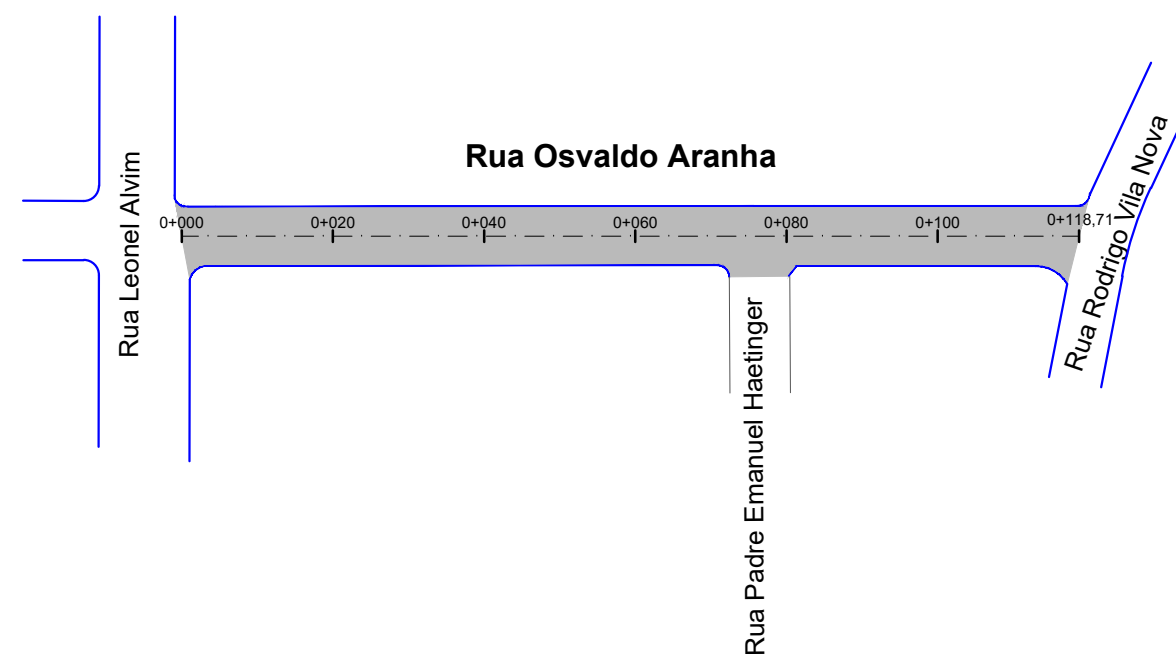 Rua Osvaldo Aranha
Rua Leonel Alvim
0+000
0+020
0+040
0+060
0+080
0+100
0+118,71
Rua Rodrigo Vila Nova
Rua Padre Emanuel Haetinger